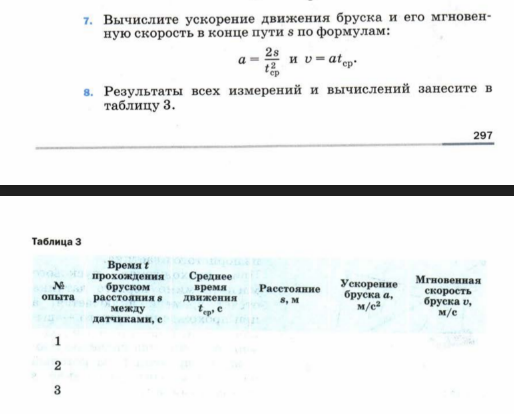 7. Вычислите ускорение движения бруска и его мгновен-
ную скорость в конце пути s по формулам:
a = 2s/t²ср и v = atср.
8. Результаты всех измерений и вычислений занесите в
таблицу 3.
297
Таблица 3
№ опыта
Время t прохождения бруском расстояния s между датчиками, с
Среднее время движения tср, с
Расстояние s, м
Ускорение бруска a, м/с²
Мгновенная скорость бруска v, м/с
1
2
3